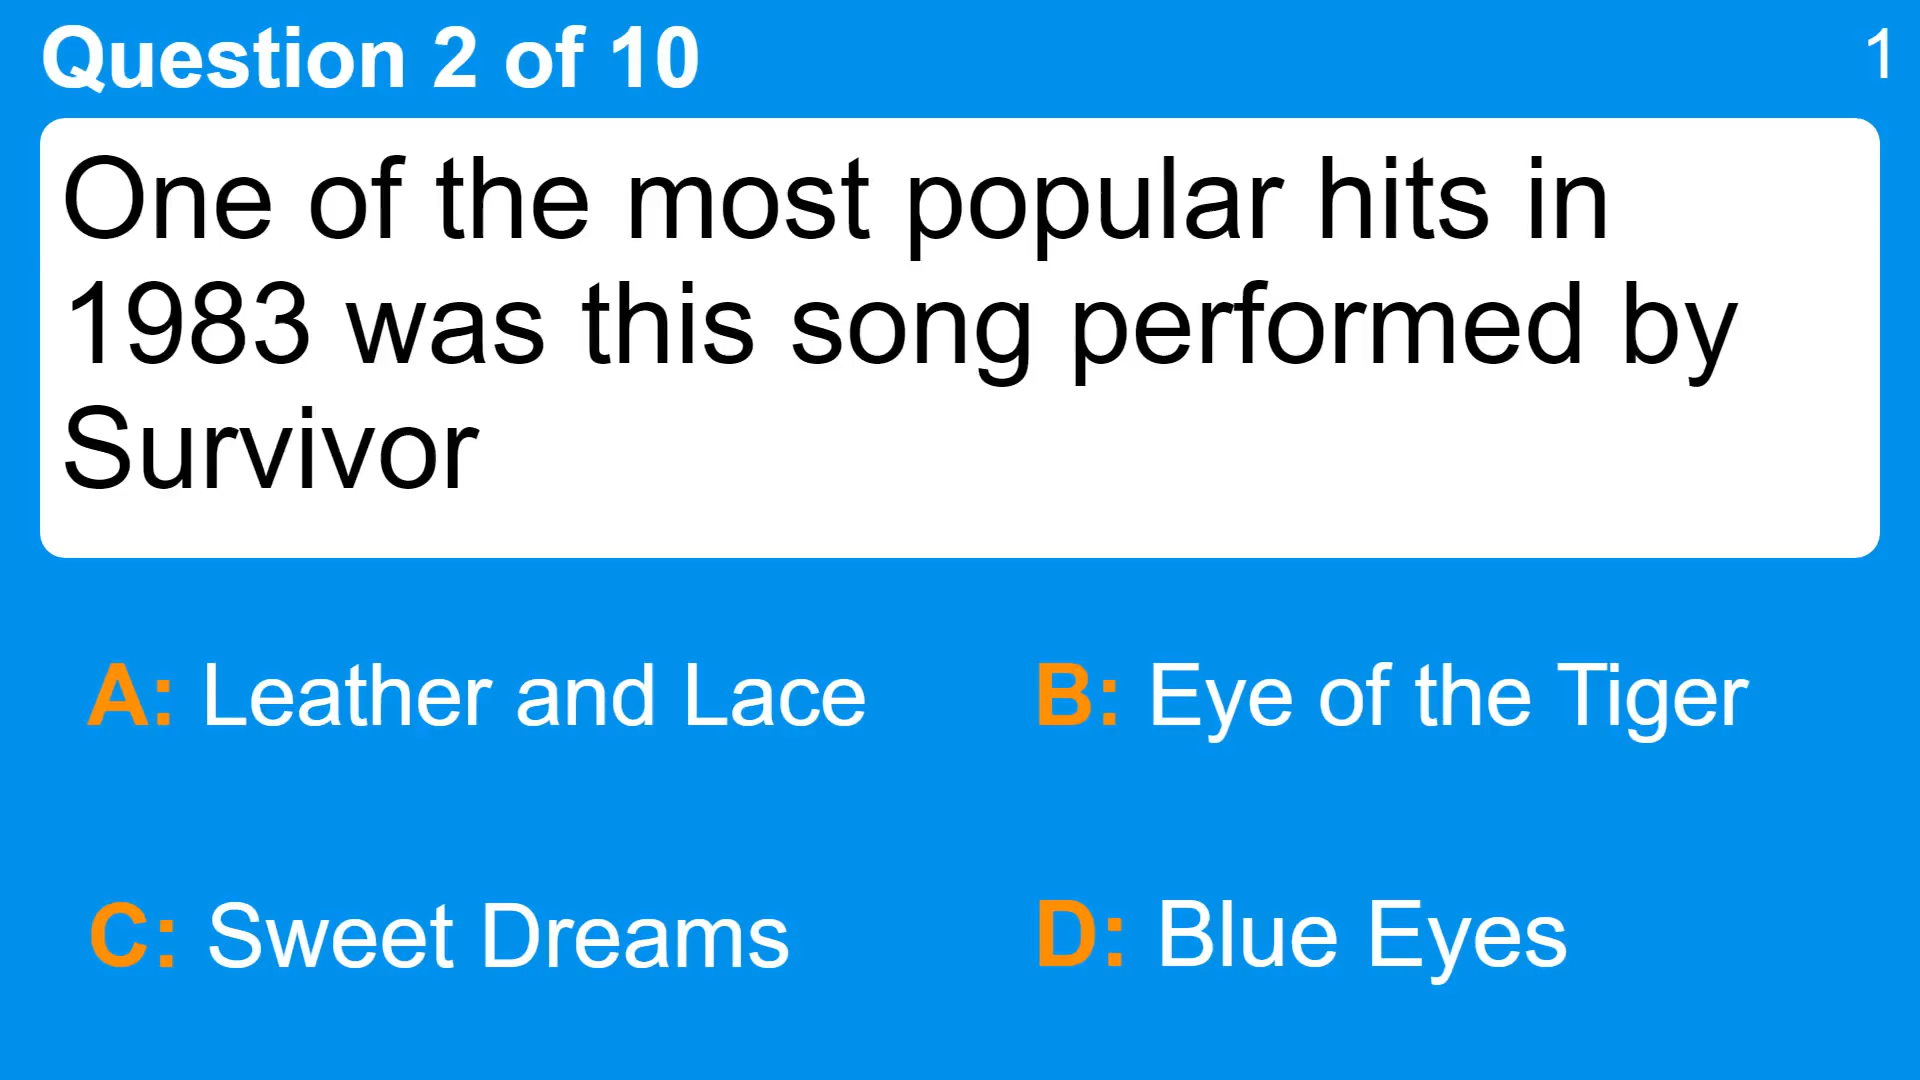 Question 2 of 10
1
One of the most popular hits in
1983 was this song performed by
Survivor
A: Leather and Lace
B: Eye of the Tiger
C: Sweet Dreams
D: Blue Eyes